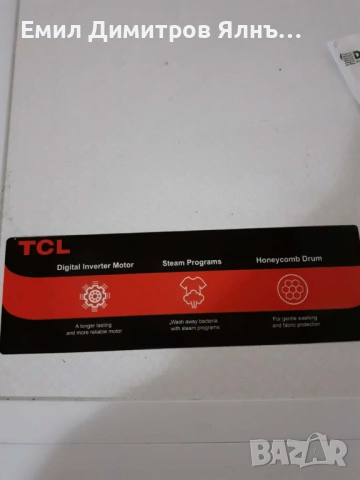 Емил Димитров Ялнъ...
D
TCL
Digital Inverter Motor
Steam Programs
Honeycomb Drum
A longer lasting
and more reliable motor
Wash away bacteria
with steam programs
For gentle washing
and fabric protection
BAZAR